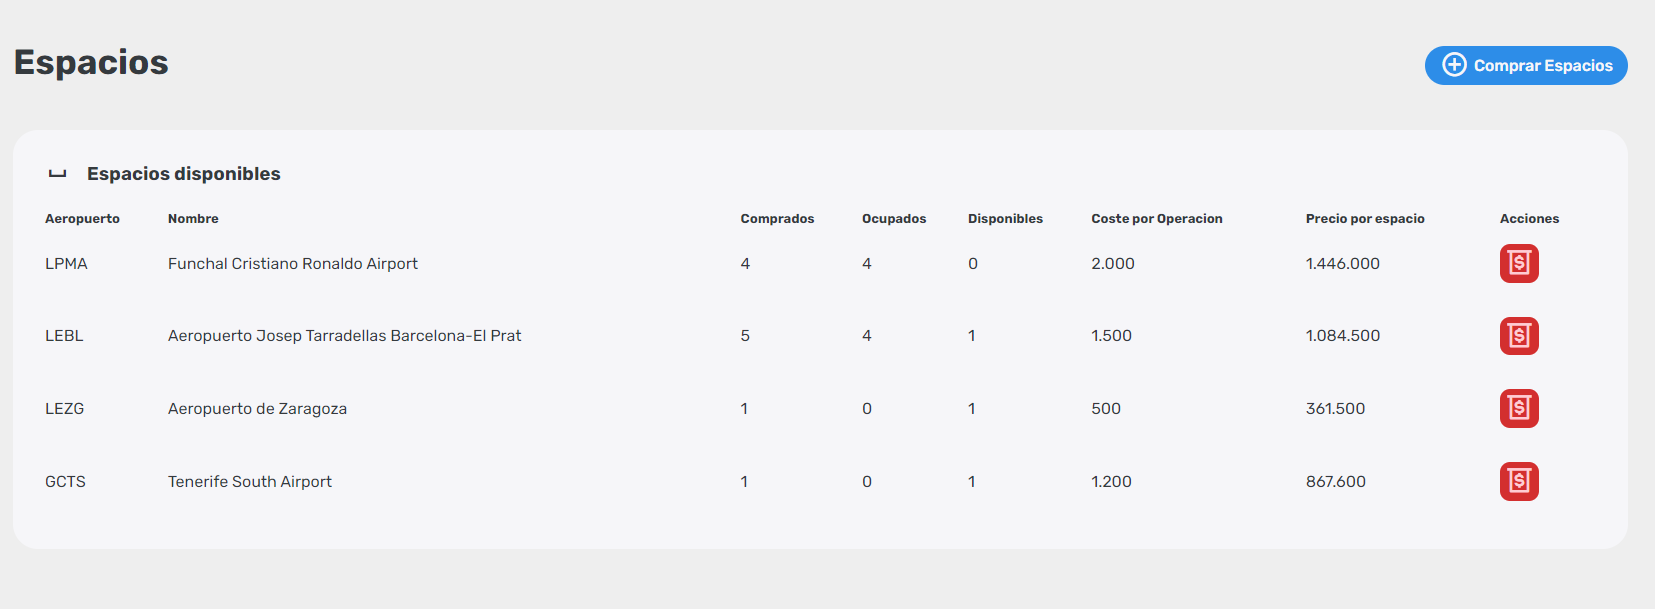 Espacios
Comprar Espacios
Espacios disponibles
Aeropuerto Nombre Comprados Ocupados Disponibles Coste por Operacion Precio por espacio Acciones
LPMA Funchal Cristiano Ronaldo Airport 4 4 0 2.000 1.446.000
LEBL Aeropuerto Josep Tarradellas Barcelona-El Prat 5 4 1 1.500 1.084.500
LEZG Aeropuerto de Zaragoza 1 0 1 500 361.500
GCTS Tenerife South Airport 1 0 1 1.200 867.600